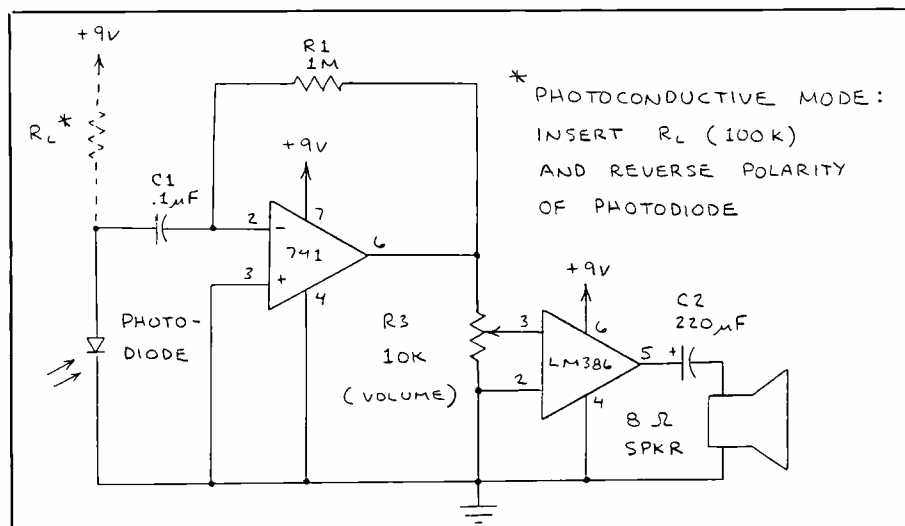 +9V
RL*
C1
.1µF
R1
1M
+9V
2
-
7
741
6
3
+
4
PHOTO-
DIODE
* PHOTOCONDUCTIVE MODE:
INSERT RL (100K)
AND REVERSE POLARITY
OF PHOTODIODE
R3
10K
(VOLUME)
+9V
3
6
LM386
5
2
4
C2
220µF
+
8 Ω
SPKR